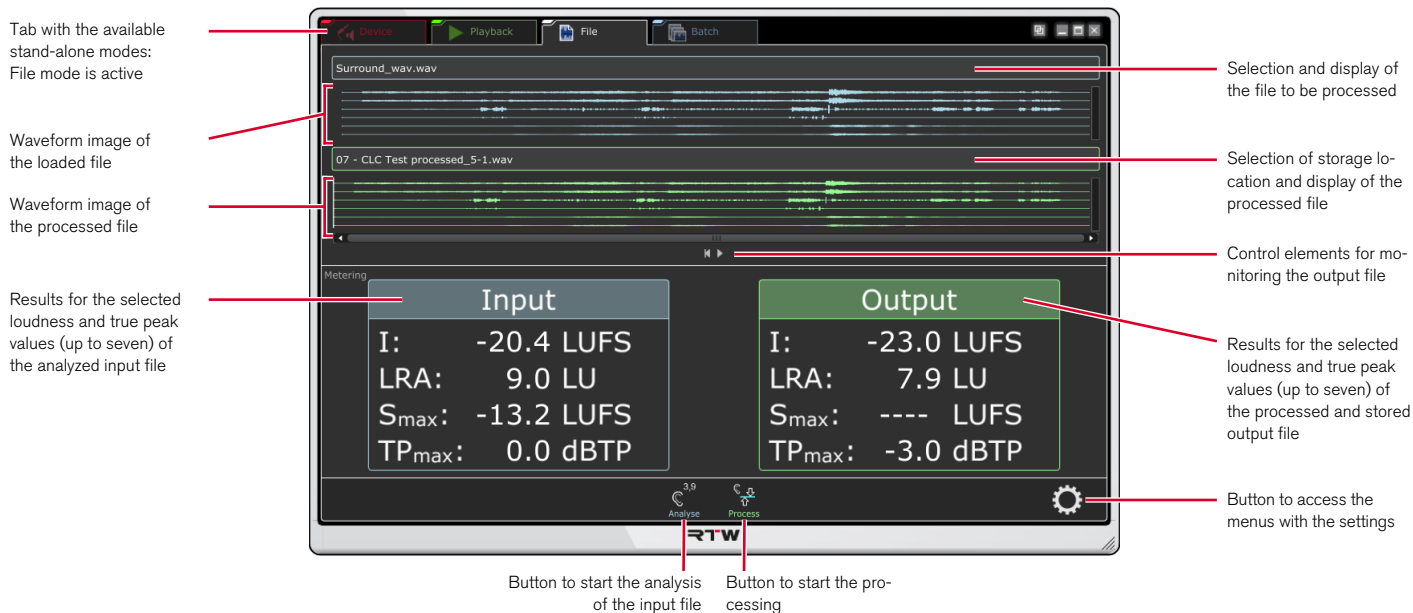 Tab with the available
stand-alone modes:
File mode is active
Waveform image of
the loaded file
Waveform image of
the processed file
Results for the selected
loudness and true peak
values (up to seven) of
the analyzed input file
Device
Playback
File
Batch
Surround_wav.wav
07 - CLC Test processed_5-1.wav
Metering
Input
I: -20.4 LUFS
LRA: 9.0 LU
Smax: -13.2 LUFS
TPmax: 0.0 dBTP
Output
I: -23.0 LUFS
LRA: 7.9 LU
Smax: ---- LUFS
TPmax: -3.0 dBTP
3,9
Analyse
Process
RTW
Selection and display of
the file to be processed
Selection of storage lo-
cation and display of the
processed file
Control elements for mo-
nitoring the output file
Results for the selected
loudness and true peak
values (up to seven) of
the processed and stored
output file
Button to access the
menus with the settings
Button to start the analysis
of the input file
Button to start the pro-
cessing